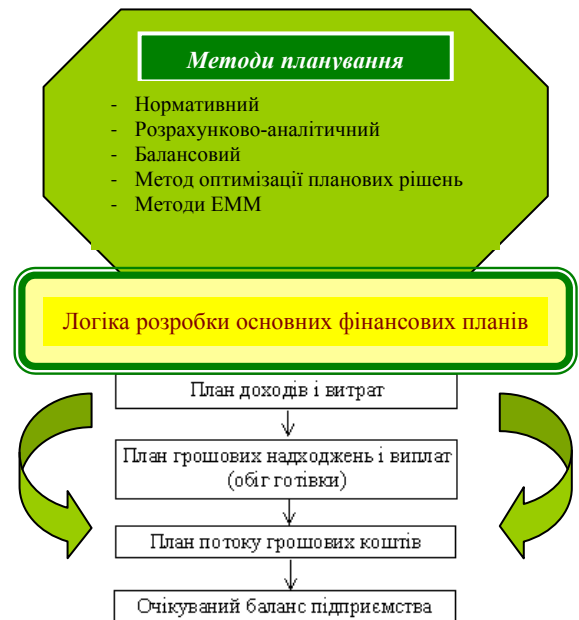 Методи планування
- Нормативний
- Розрахунково-аналітичний
- Балансовий
- Метод оптимізації планових рішень
- Методи ЕММ
Логіка розробки основних фінансових планів
План доходів і витрат
План грошових надходжень і виплат
(обіг готівки)
План потоку грошових коштів
Очікуваний баланс підприємства